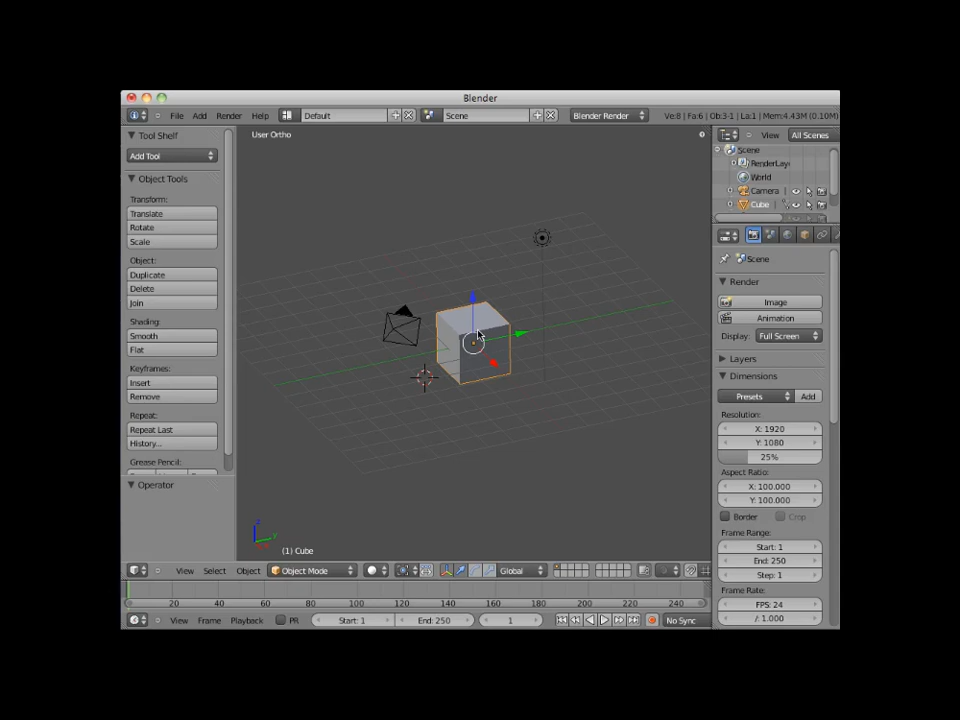 Blender
File Add Render Help Default Scene Blender Render Ve:8 | Fa:6 | Ob:3-1 | La:1 | Mem:4.43M (0.10M)
Tool Shelf
Add Tool
Object Tools
Transform:
Translate
Rotate
Scale
Object:
Duplicate
Delete
Join
Shading:
Smooth
Flat
Keyframes:
Insert
Remove
Repeat:
Repeat Last
History...
Grease Pencil:
Operator
User Ortho
z
y
(1) Cube
View Select Object Object Mode Global
View All Scenes
Scene
RenderLay
World
Camera
Cube
Scene
Render
Image
Animation
Display: Full Screen
Layers
Dimensions
Presets Add
Resolution:
X: 1920
Y: 1080
25%
Aspect Ratio:
X: 100.000
Y: 100.000
Border Crop
Frame Range:
Start: 1
End: 250
Step: 1
Frame Rate:
FPS: 24
/: 1.000
0 20 40 60 80 100 120 140 160 180 200 220 240
View Frame Playback PR Start: 1 End: 250 1 No Sync